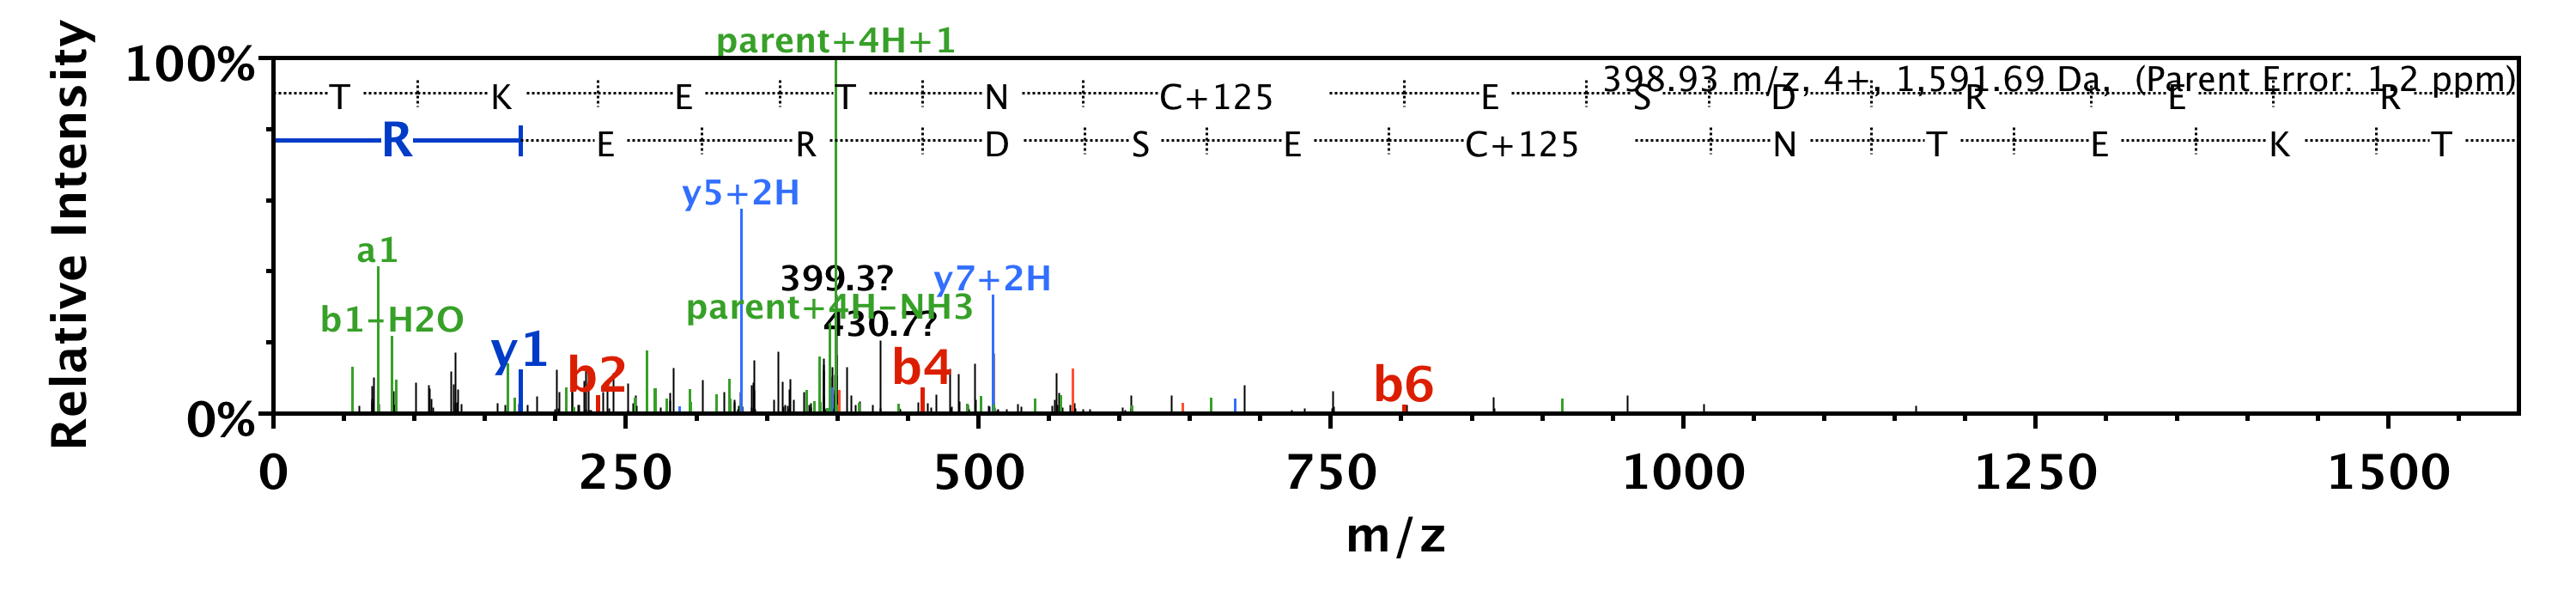 parent+4H+1
100%
398.93 m/z, 4+, 1,591.69 Da, (Parent Error: 1.2 ppm)
T K E T N C+125 E S D R E R
R E R D S E C+125 N T E K T
y5+2H
a1
399.3?
y7+2H
parent+4H-NH3
b1-H2O
430.7?
y1
b2
b4
b6
0%
Relative Intensity
0 250 500 750 1000 1250 1500
m/z